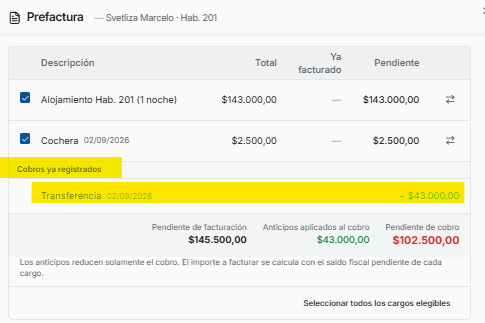 Prefactura — Svetliza Marcelo · Hab. 201
Descripción Total Ya facturado Pendiente
Alojamiento Hab. 201 (1 noche) $143.000,00 — $143.000,00
Cochera 02/09/2026 $2.500,00 — $2.500,00
Cobros ya registrados
Transferencia 02/09/2026 − $43.000,00
Pendiente de facturación Anticipos aplicados al cobro Pendiente de cobro
$145.500,00 $43.000,00 $102.500,00
Los anticipos reducen solamente el cobro. El importe a facturar se calcula con el saldo fiscal pendiente de cada
cargo.
Seleccionar todos los cargos elegibles